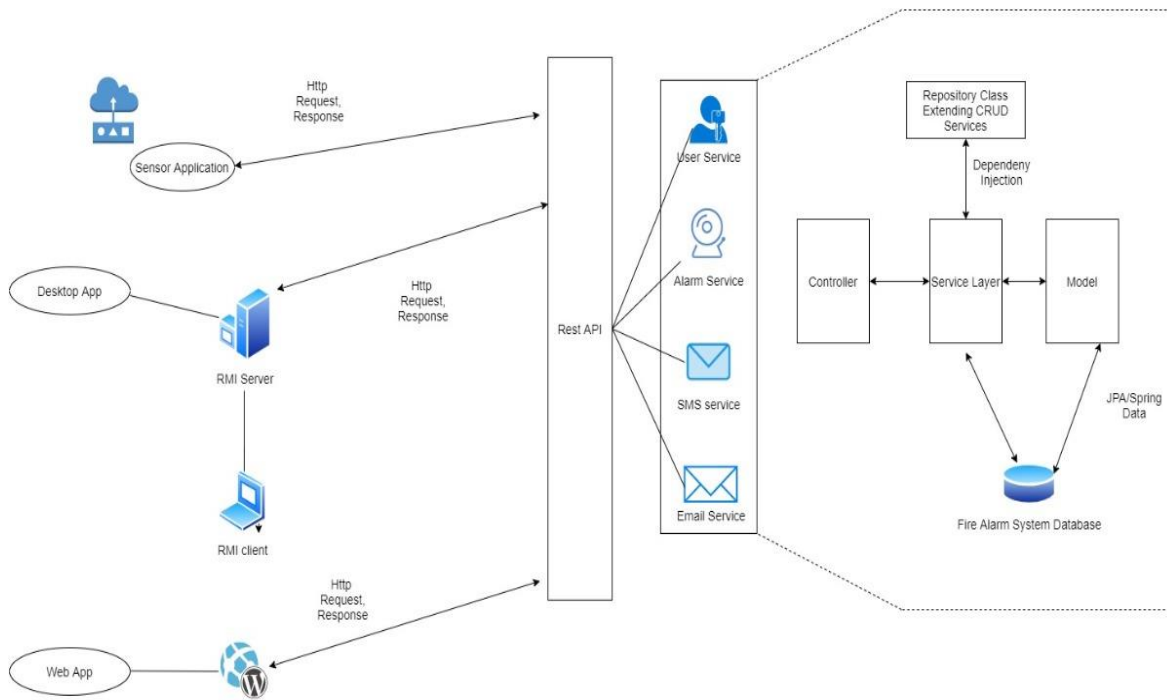 Http
Request,
Response
Sensor Application
Desktop App
RMI Server
Http
Request,
Response
RMI client
Http
Request,
Response
Web App
Rest API
User Service
Alarm Service
SMS service
Email Service
Repository Class
Extending CRUD
Services
Dependeny
Injection
Controller
Service Layer
Model
JPA/Spring
Data
Fire Alarm System Database